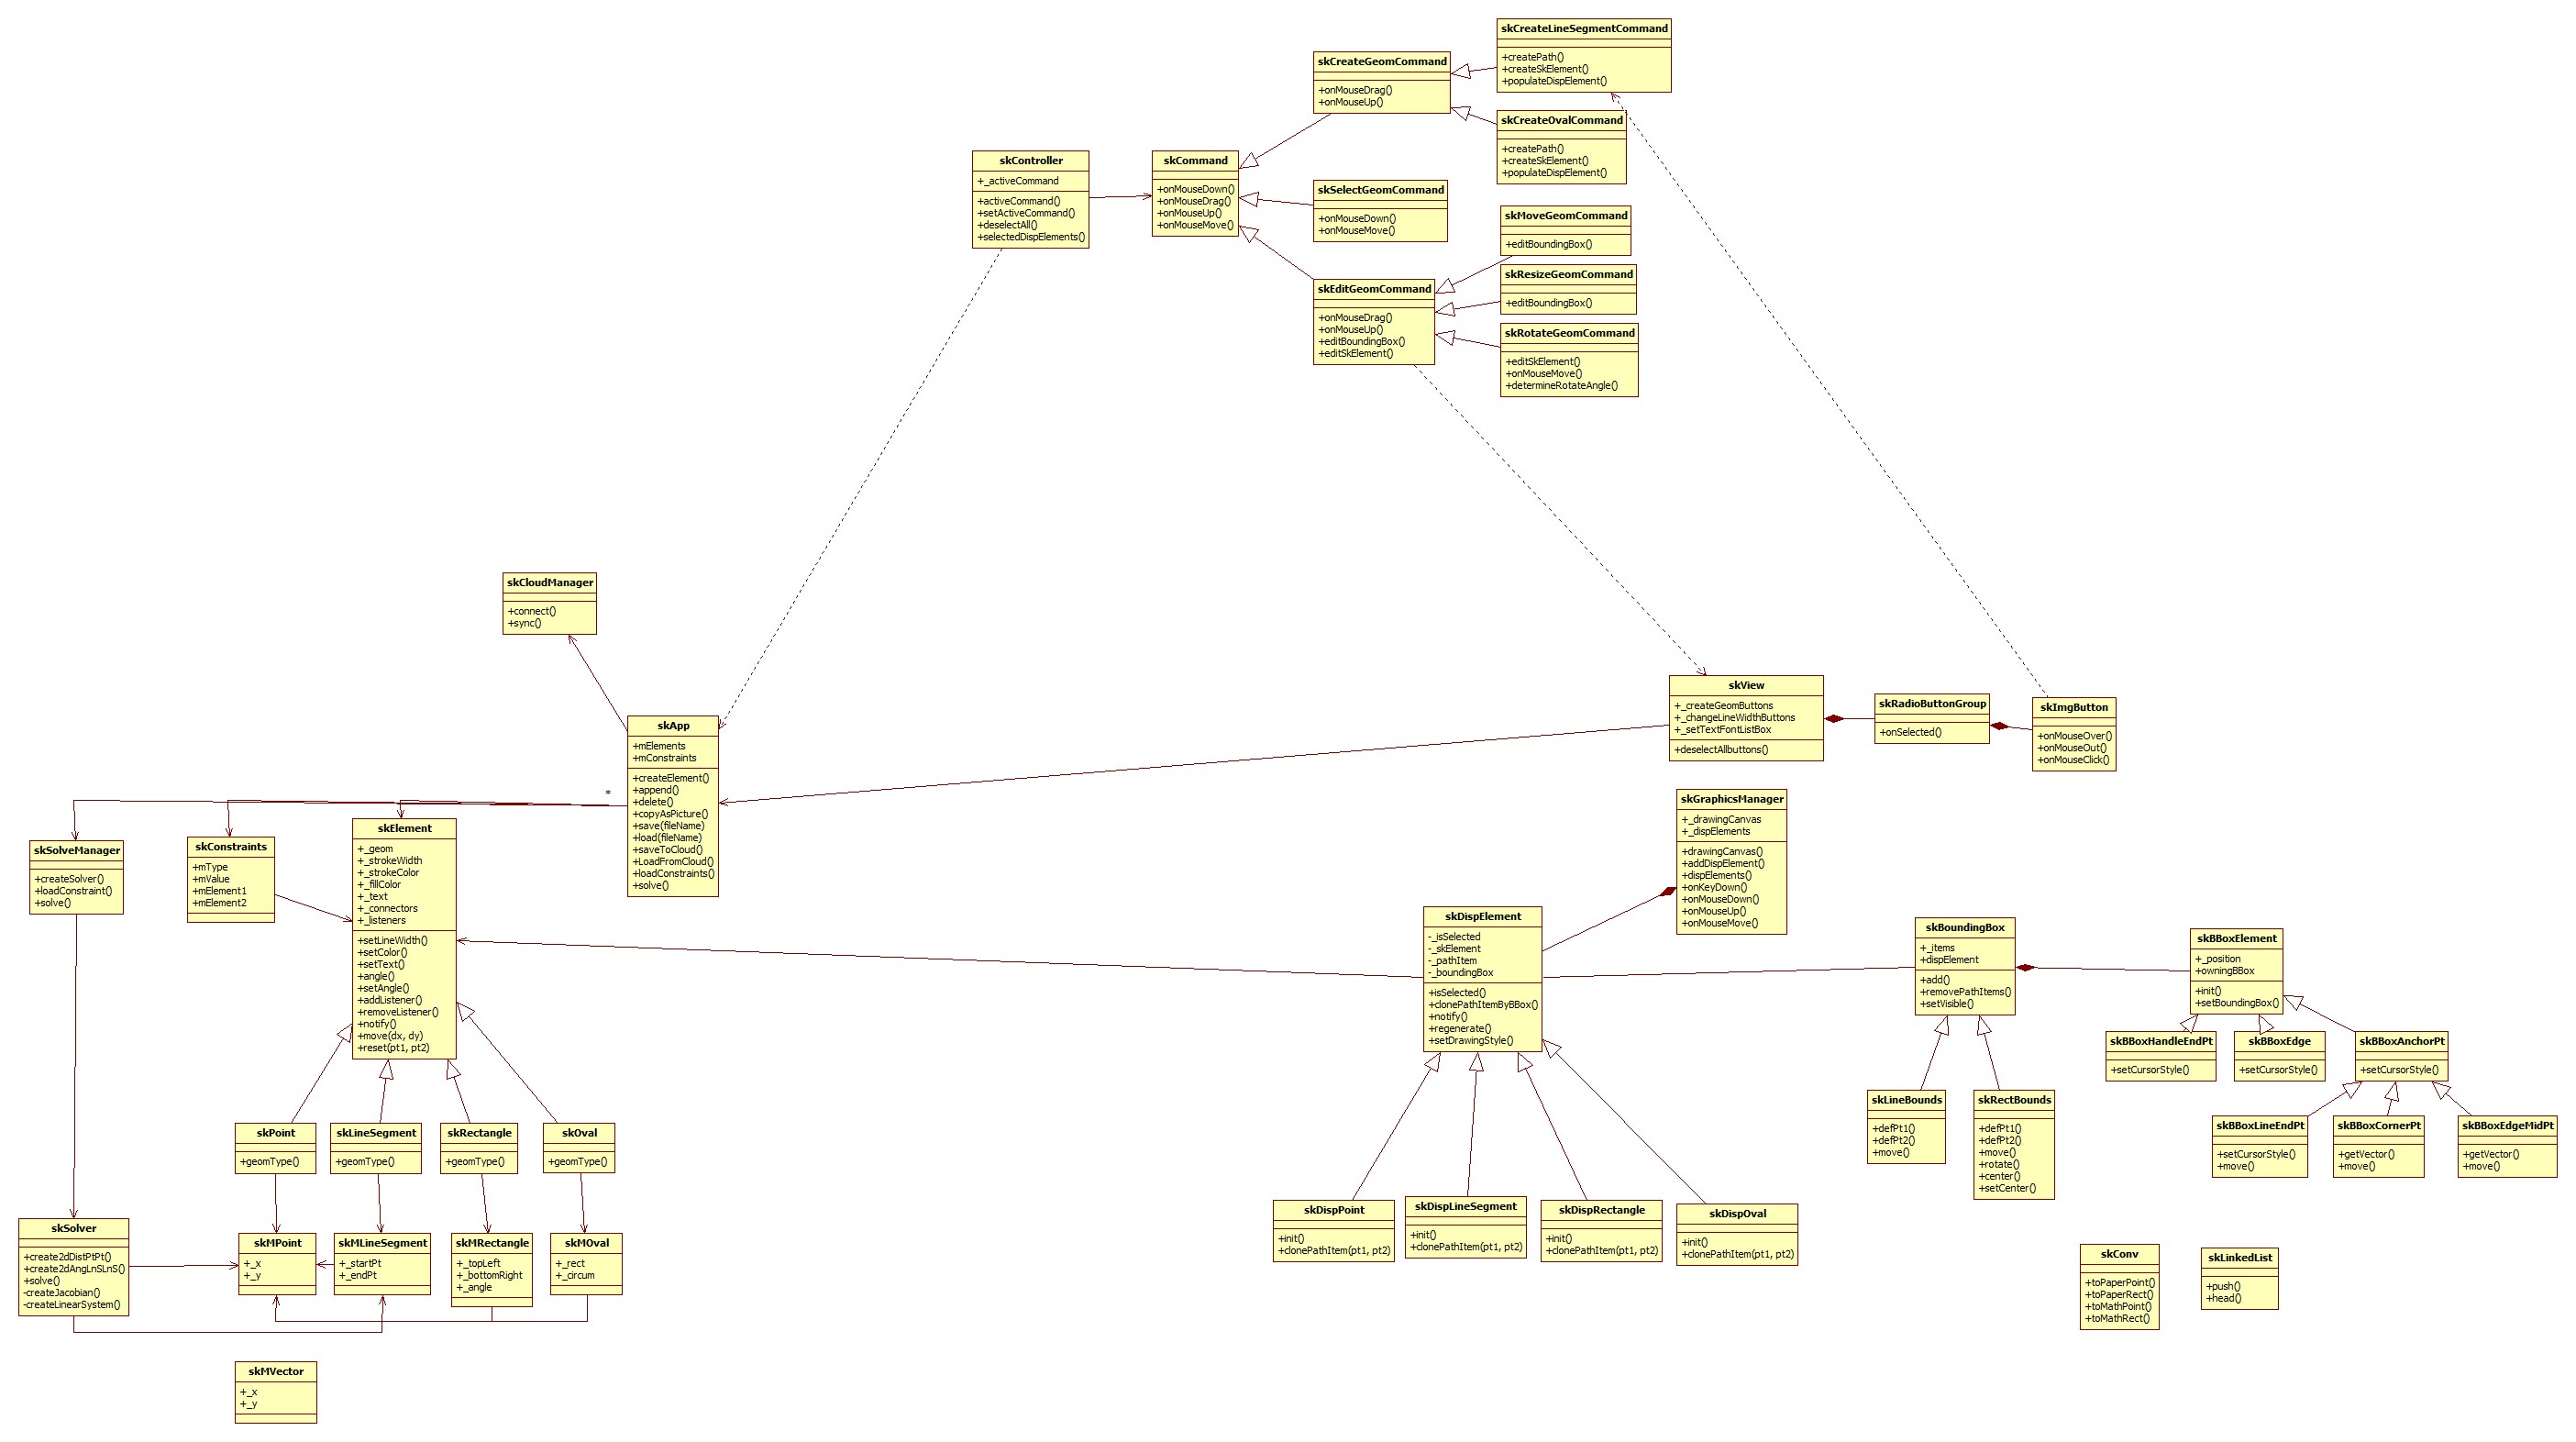 skCreateLineSegmentCommand
+createPath()
+createSkElement()
+populateDispElement()
skCreateGeomCommand
+onMouseDrag()
+onMouseUp()
skCreateOvalCommand
+createPath()
+createSkElement()
+populateDispElement()
skController
+_activeCommand
+activeCommand()
+setActiveCommand()
+deselectAll()
+selectedDispElements()
skCommand
+onMouseDown()
+onMouseDrag()
+onMouseUp()
+onMouseMove()
skSelectGeomCommand
+onMouseDown()
+onMouseMove()
skMoveGeomCommand
+editBoundingBox()
skResizeGeomCommand
+editBoundingBox()
skEditGeomCommand
+onMouseDrag()
+onMouseUp()
+editBoundingBox()
+editSkElement()
skRotateGeomCommand
+editSkElement()
+onMouseMove()
+determineRotateAngle()
skCloudManager
+connect()
+sync()
skApp
+mElements
+mConstraints
+createElement()
+append()
+delete()
+copyAsPicture()
+save(fileName)
+load(fileName)
+saveToCloud()
+LoadFromCloud()
+loadConstraints()
+solve()
*
skView
+_createGeomButtons
+_changeLineWidthButtons
+_setTextFontListBox
+deselectAllbuttons()
skRadioButtonGroup
+onSelected()
skImgButton
+onMouseOver()
+onMouseOut()
+onMouseClick()
skGraphicsManager
+_drawingCanvas
+_dispElements
+drawingCanvas()
+addDispElement()
+dispElements()
+onKeyDown()
+onMouseDown()
+onMouseUp()
+onMouseMove()
skSolveManager
+createSolver()
+loadConstraint()
+solve()
skConstraints
+mType
+mValue
+mElement1
+mElement2
skElement
+_geom
+_strokeWidth
+_strokeColor
+_fillColor
+_text
+_connectors
+_listeners
+setLineWidth()
+setColor()
+setText()
+angle()
+setAngle()
+addListener()
+removeListener()
+notify()
+move(dx, dy)
+reset(pt1, pt2)
skDispElement
-_isSelected
-_skElement
-_pathItem
-_boundingBox
+isSelected()
+clonePathItemByBBox()
+notify()
+regenerate()
+setDrawingStyle()
skBoundingBox
+_items
+dispElement
+add()
+removePathItems()
+setVisible()
skBBoxElement
+_position
+owningBBox
+init()
+setBoundingBox()
skBBoxHandleEndPt
+setCursorStyle()
skBBoxEdge
+setCursorStyle()
skBBoxAnchorPt
+setCursorStyle()
skLineBounds
+defPt1()
+defPt2()
+move()
skRectBounds
+defPt1()
+defPt2()
+move()
+rotate()
+center()
+setCenter()
skBBoxLineEndPt
+setCursorStyle()
+move()
skBBoxCornerPt
+getVector()
+move()
skBBoxEdgeMidPt
+getVector()
+move()
skPoint
+geomType()
skLineSegment
+geomType()
skRectangle
+geomType()
skOval
+geomType()
skDispPoint
+init()
+clonePathItem(pt1, pt2)
skDispLineSegment
+init()
+clonePathItem(pt1, pt2)
skDispRectangle
+init()
+clonePathItem(pt1, pt2)
skDispOval
+init()
+clonePathItem(pt1, pt2)
skSolver
+create2dDistPtPt()
+create2dAngLnSLnS()
+solve()
-createJacobian()
-createLinearSystem()
skMPoint
+_x
+_y
skMLineSegment
+_startPt
+_endPt
skMRectangle
+_topLeft
+_bottomRight
+_angle
skMOval
+_rect
+_circum
skConv
+toPaperPoint()
+toPaperRect()
+toMathPoint()
+toMathRect()
skLinkedList
+push()
+head()
skMVector
+_x
+_y